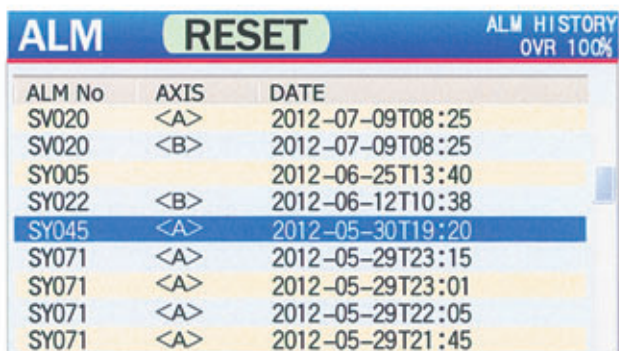 ALM RESET ALM HISTORY
OVR 100%
ALM No AXIS DATE
SV020 <A> 2012-07-09T08:25
SV020 <B> 2012-07-09T08:25
SY005 2012-06-25T13:40
SY022 <B> 2012-06-12T10:38
SY045 <A> 2012-05-30T19:20
SY071 <A> 2012-05-29T23:15
SY071 <A> 2012-05-29T23:01
SY071 <A> 2012-05-29T22:05
SY071 <A> 2012-05-29T21:45